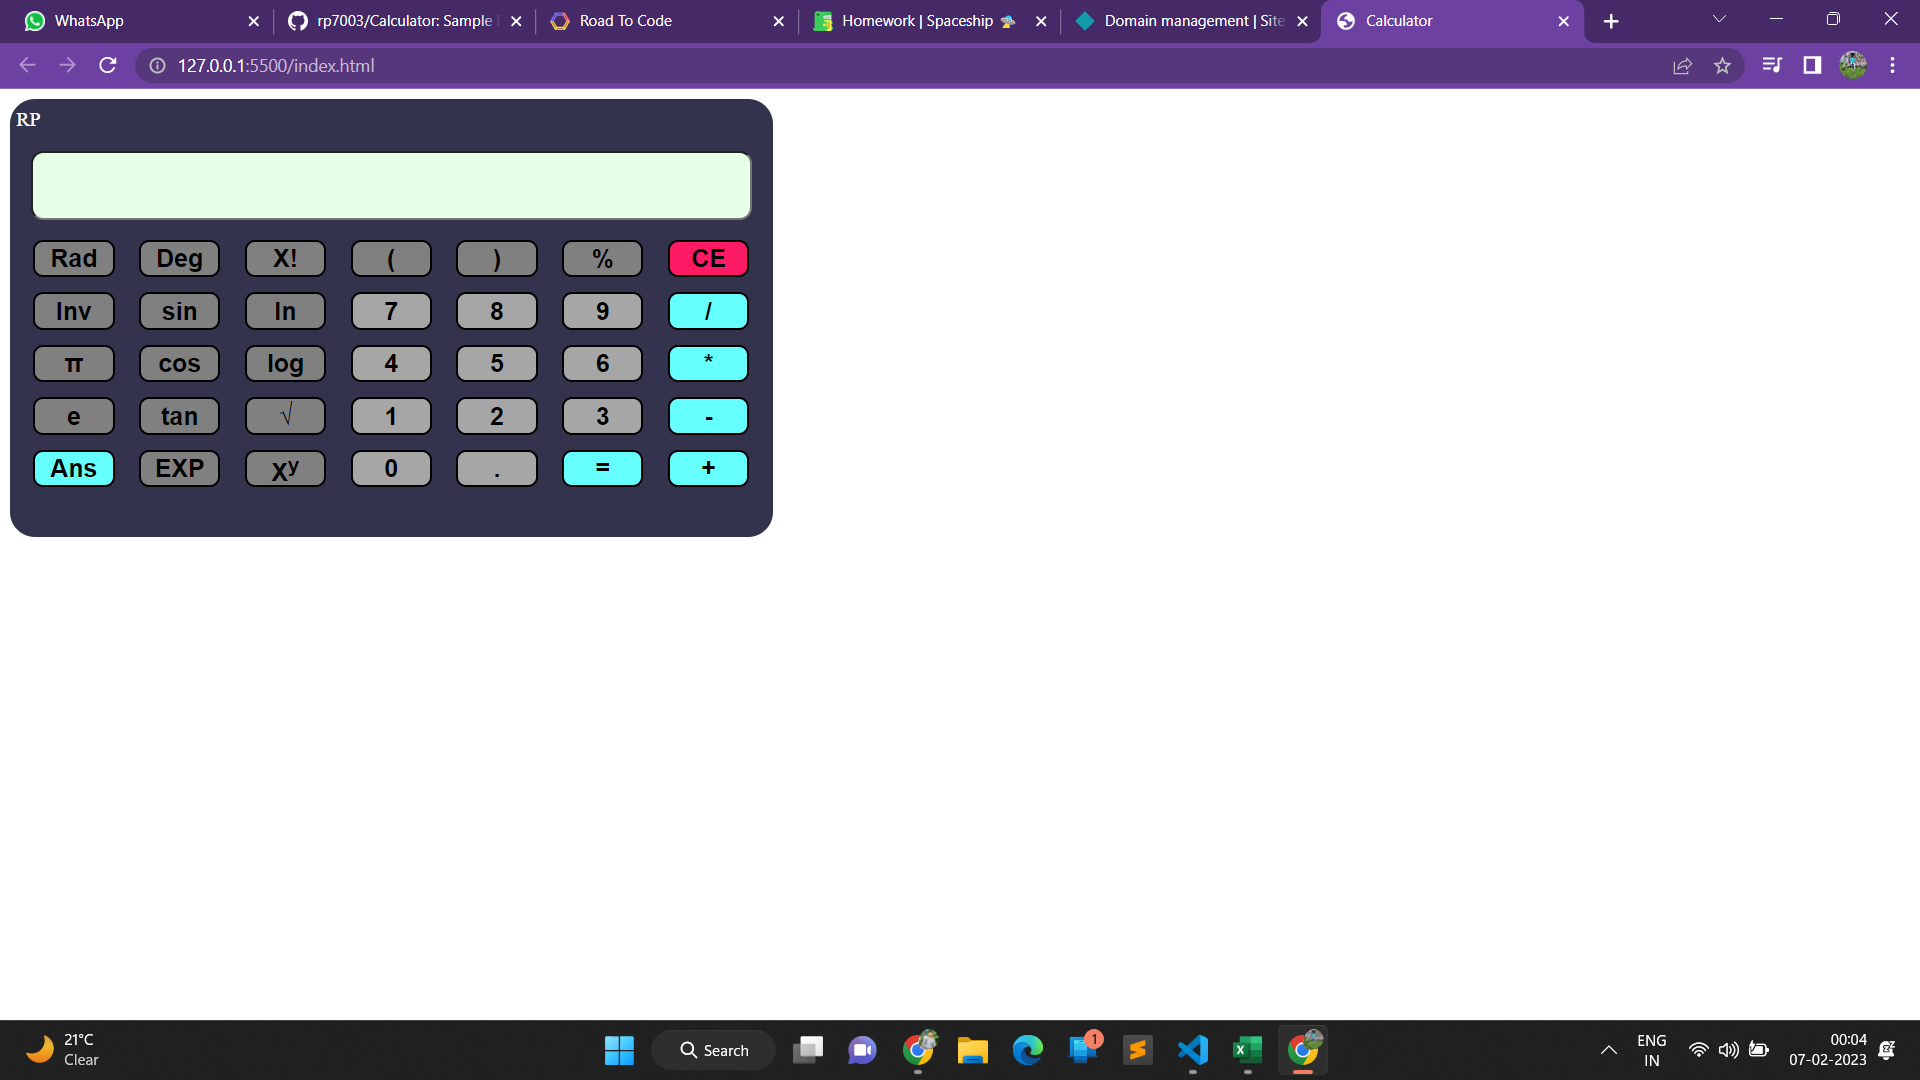 WhatsApp
rp7003/Calculator: Sample
Road To Code
Homework | Spaceship
Domain management | Site
Calculator
127.0.0.1:5500/index.html
RP
Rad Deg X! ( ) % CE
Inv sin ln 7 8 9 /
π cos log 4 5 6 *
e tan √ 1 2 3 -
Ans EXP Xʸ 0 . = +
21°C
Clear
Search
1
ENG
IN
00:04
07-02-2023